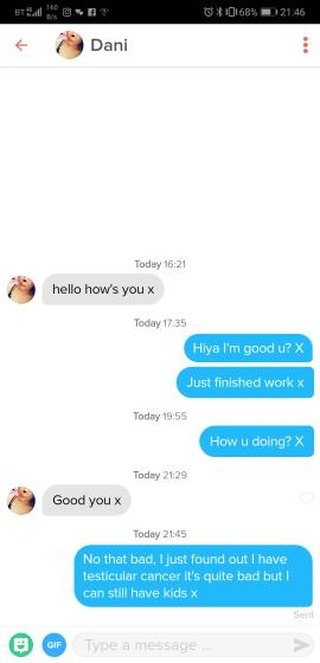 BT 4G 160 B/s 68% 21:46
Dani
Today 16:21
hello how's you x
Today 17:35
Hiya I'm good u? X
Just finished work x
Today 19:55
How u doing? X
Today 21:29
Good you x
Today 21:45
No that bad, I just found out I have
testicular cancer it's quite bad but I
can still have kids x
Sent
GIF Type a message ...